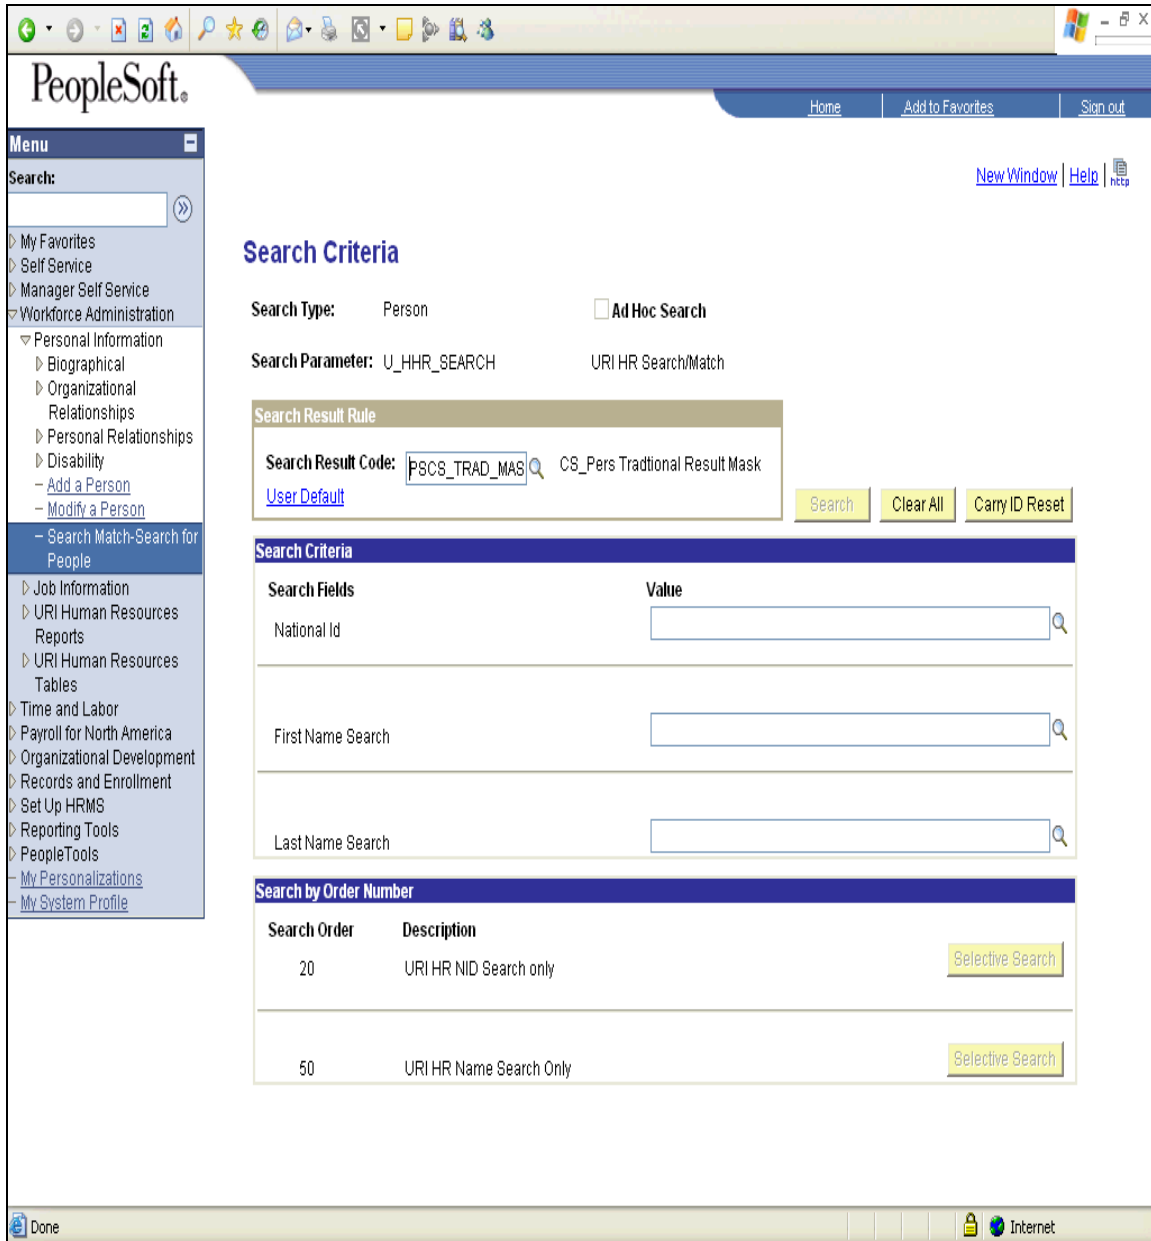 PeopleSoft®
Home Add to Favorites Sign out
New Window | Help | http
Menu
Search:
My Favorites
Self Service
Manager Self Service
Workforce Administration
Personal Information
Biographical
Organizational
Relationships
Personal Relationships
Disability
Add a Person
Modify a Person
Search Match-Search for
People
Job Information
URI Human Resources
Reports
URI Human Resources
Tables
Time and Labor
Payroll for North America
Organizational Development
Records and Enrollment
Set Up HRMS
Reporting Tools
PeopleTools
My Personalizations
My System Profile
Search Criteria
Search Type: Person Ad Hoc Search
Search Parameter: U_HHR_SEARCH URI HR Search/Match
Search Result Rule
Search Result Code: PSCS_TRAD_MAS CS_Pers Tradtional Result Mask
User Default
Search Clear All Carry ID Reset
Search Criteria
Search Fields Value
National Id
First Name Search
Last Name Search
Search by Order Number
Search Order Description
20 URI HR NID Search only Selective Search
50 URI HR Name Search Only Selective Search
Done Internet